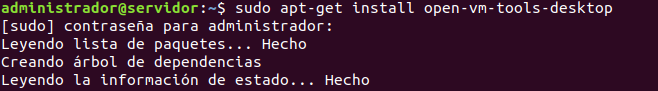 administrador@servidor:~$ sudo apt-get install open-vm-tools-desktop
[sudo] contraseña para administrador:
Leyendo lista de paquetes... Hecho
Creando árbol de dependencias
Leyendo la información de estado... Hecho